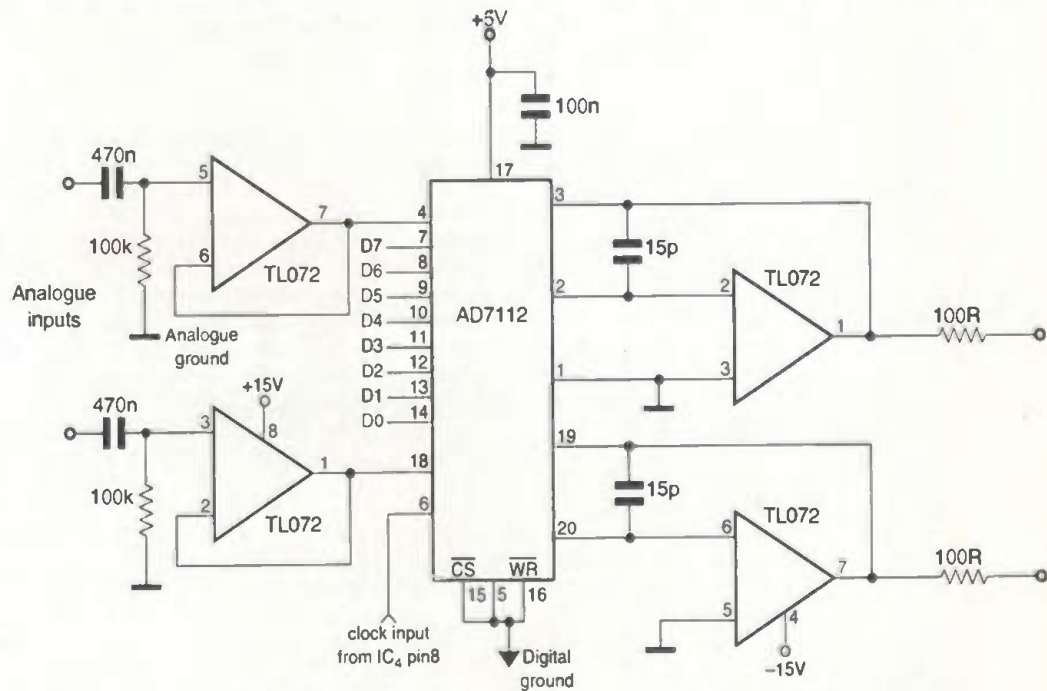 +5V
100n
17
470n
5
7
100k
6
TL072
Analogue
inputs
Analogue
ground
4
D7 7
D6 8
D5 9
D4 10
D3 11
D2 12
D1 13
D0 14
AD7112
3
15p
2
2
TL072
1
100R
1
3
470n
+15V
8
3
1
100k
2
TL072
18
6
19
15p
20
6
TL072
7
100R
5
4
-15V
CS
WR
15
5
16
clock input
from IC4 pin8
Digital
ground